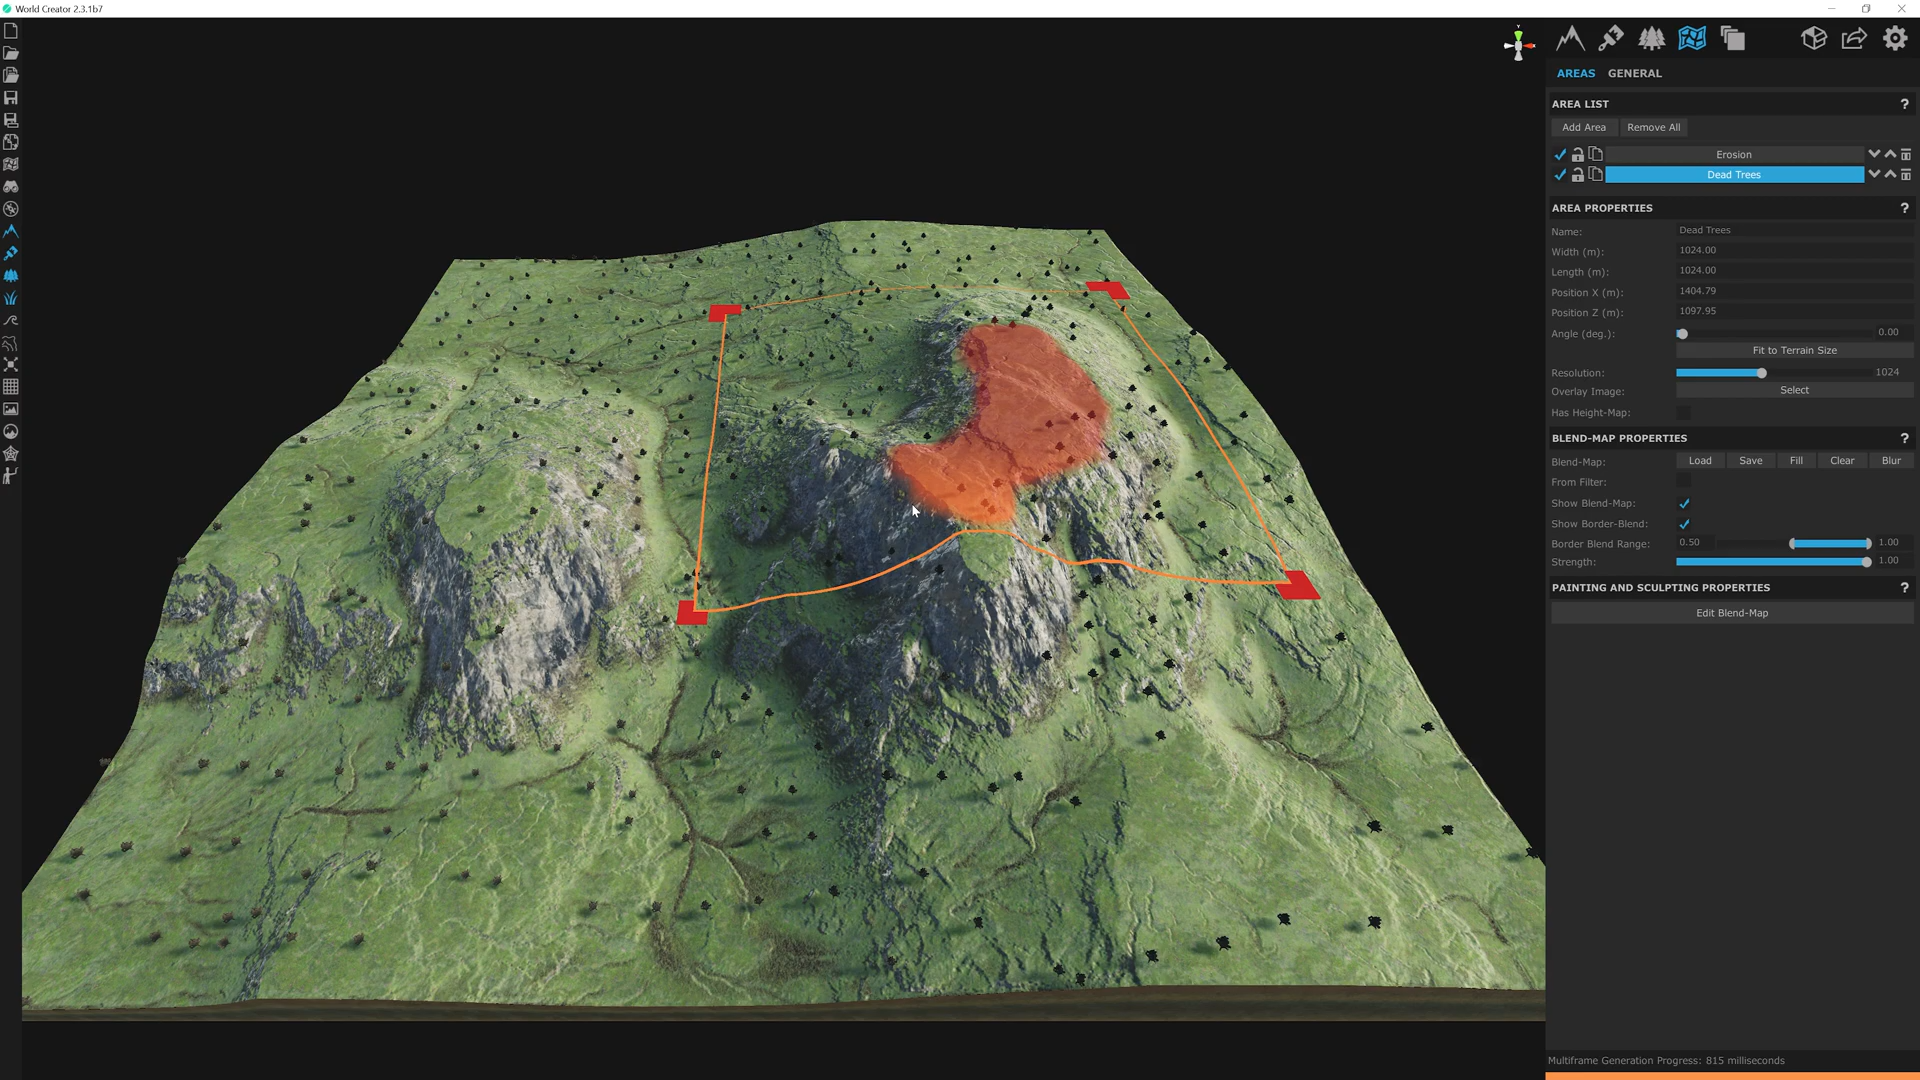 World Creator 2.3.1b7
Y
AREAS GENERAL
AREA LIST ?
Add Area Remove All
Erosion
Dead Trees
AREA PROPERTIES ?
Name: Dead Trees
Width (m): 1024.00
Length (m): 1024.00
Position X (m): 1404.79
Position Z (m): 1097.95
Angle (deg.): 0.00
Fit to Terrain Size
Resolution: 1024
Overlay Image: Select
Has Height-Map:
BLEND-MAP PROPERTIES ?
Blend-Map: Load Save Fill Clear Blur
From Filter:
Show Blend-Map:
Show Border-Blend:
Border Blend Range: 0.50 1.00
Strength: 1.00
PAINTING AND SCULPTING PROPERTIES ?
Edit Blend-Map
Multiframe Generation Progress: 815 milliseconds